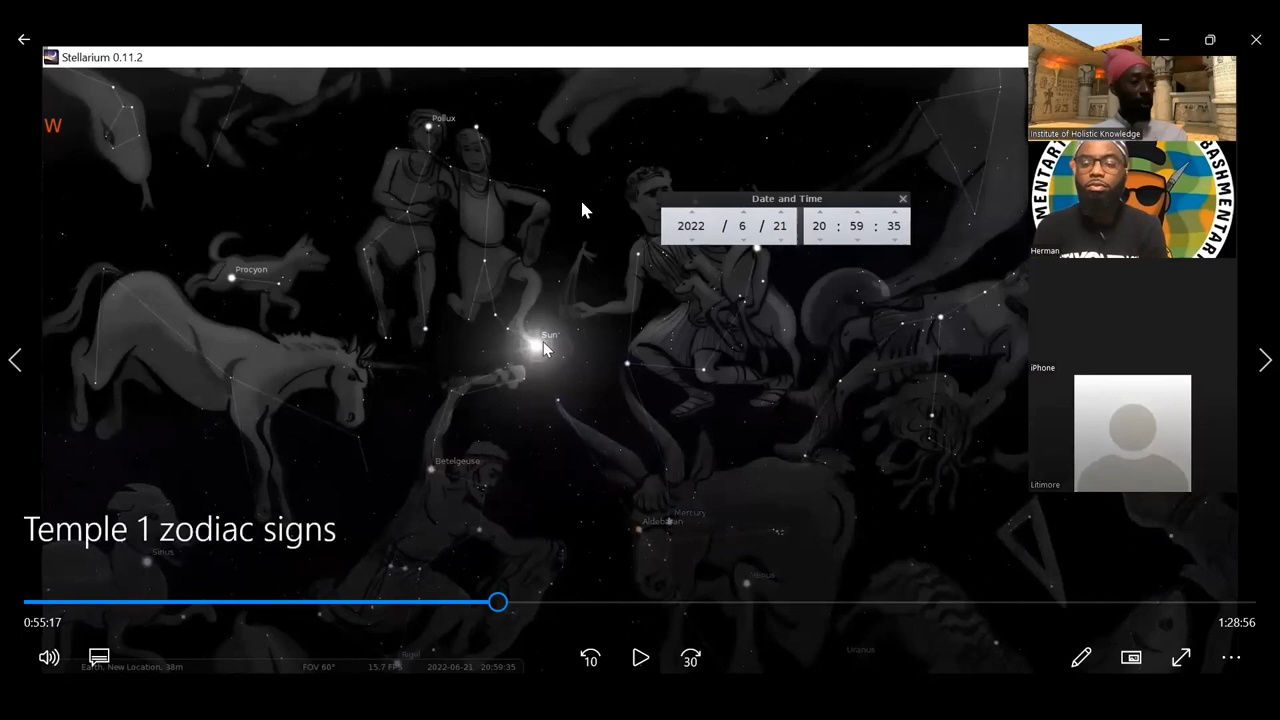 Stellarium 0.11.2
W
Pollux
Date and Time
2022 / 6 / 21 20 : 59 : 35
Institute of Holistic Knowledge
Herman
Procyon
Sun
iPhone
Betelgeuse
Litimore
Mercury
Aldebaran
Temple 1 zodiac signs
Sirius
Venus
0:55:17
1:28:56
Rigel
Uranus
10
30
Earth, New Location, 38m FOV 60° 15.7 FPS 2022-06-21 20:59:35